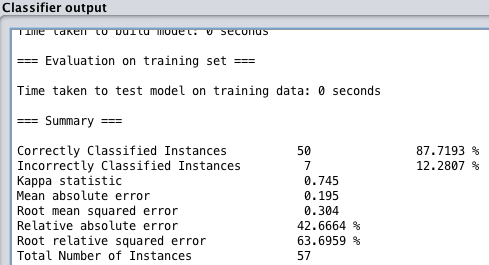 Classifier output
Time taken to build model: 0 seconds
=== Evaluation on training set ===
Time taken to test model on training data: 0 seconds
=== Summary ===
Correctly Classified Instances 50 87.7193 %
Incorrectly Classified Instances 7 12.2807 %
Kappa statistic 0.745
Mean absolute error 0.195
Root mean squared error 0.304
Relative absolute error 42.6664 %
Root relative squared error 63.6959 %
Total Number of Instances 57